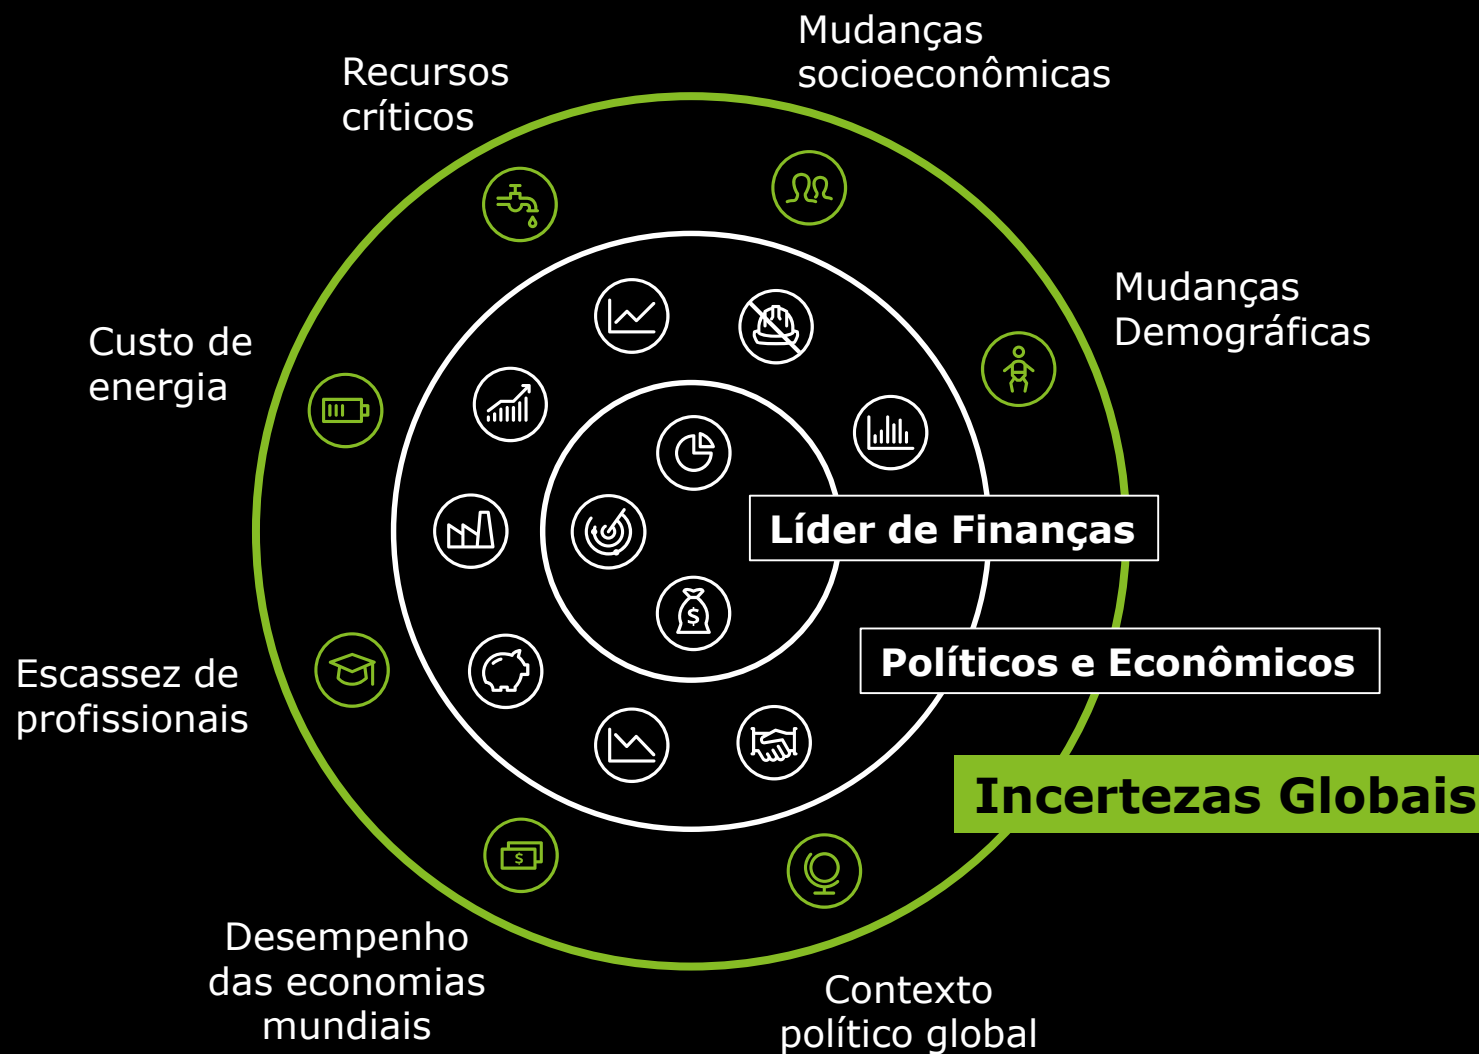 Mudanças
socioeconômicas
Recursos
críticos
Mudanças
Demográficas
Custo de
energia
Líder de Finanças
Políticos e Econômicos
Escassez de
profissionais
Incertezas Globais
Desempenho
das economias
mundiais
Contexto
político global
$
$